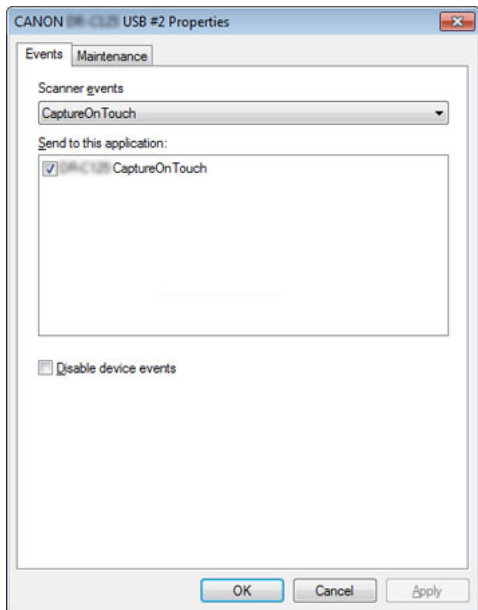 CANON USB #2 Properties
Events Maintenance
Scanner events
CaptureOnTouch
Send to this application:
CaptureOnTouch
Disable device events
OK Cancel Apply